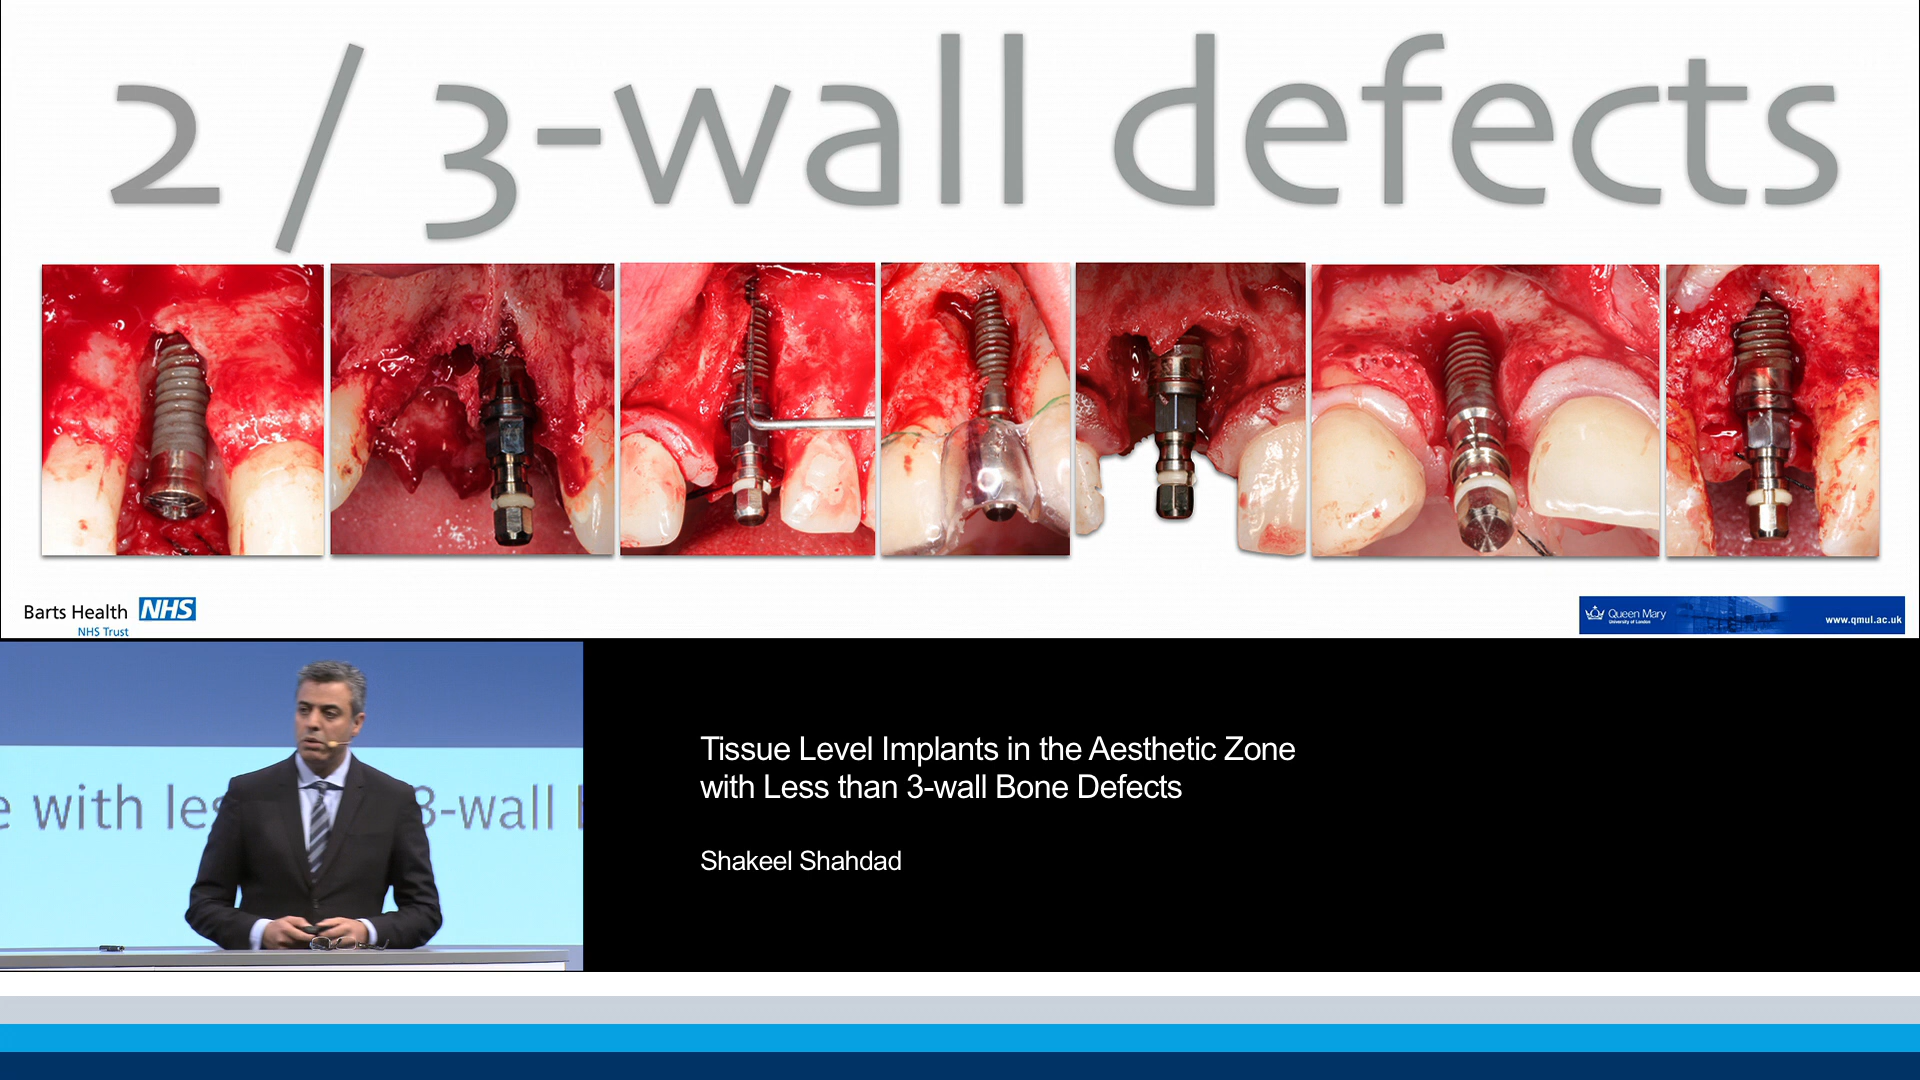 2 / 3-wall defects
Barts Health NHS
NHS Trust
Queen Mary
University of London
www.qmul.ac.uk
e with les 3-wall
Tissue Level Implants in the Aesthetic Zone
with Less than 3-wall Bone Defects
Shakeel Shahdad